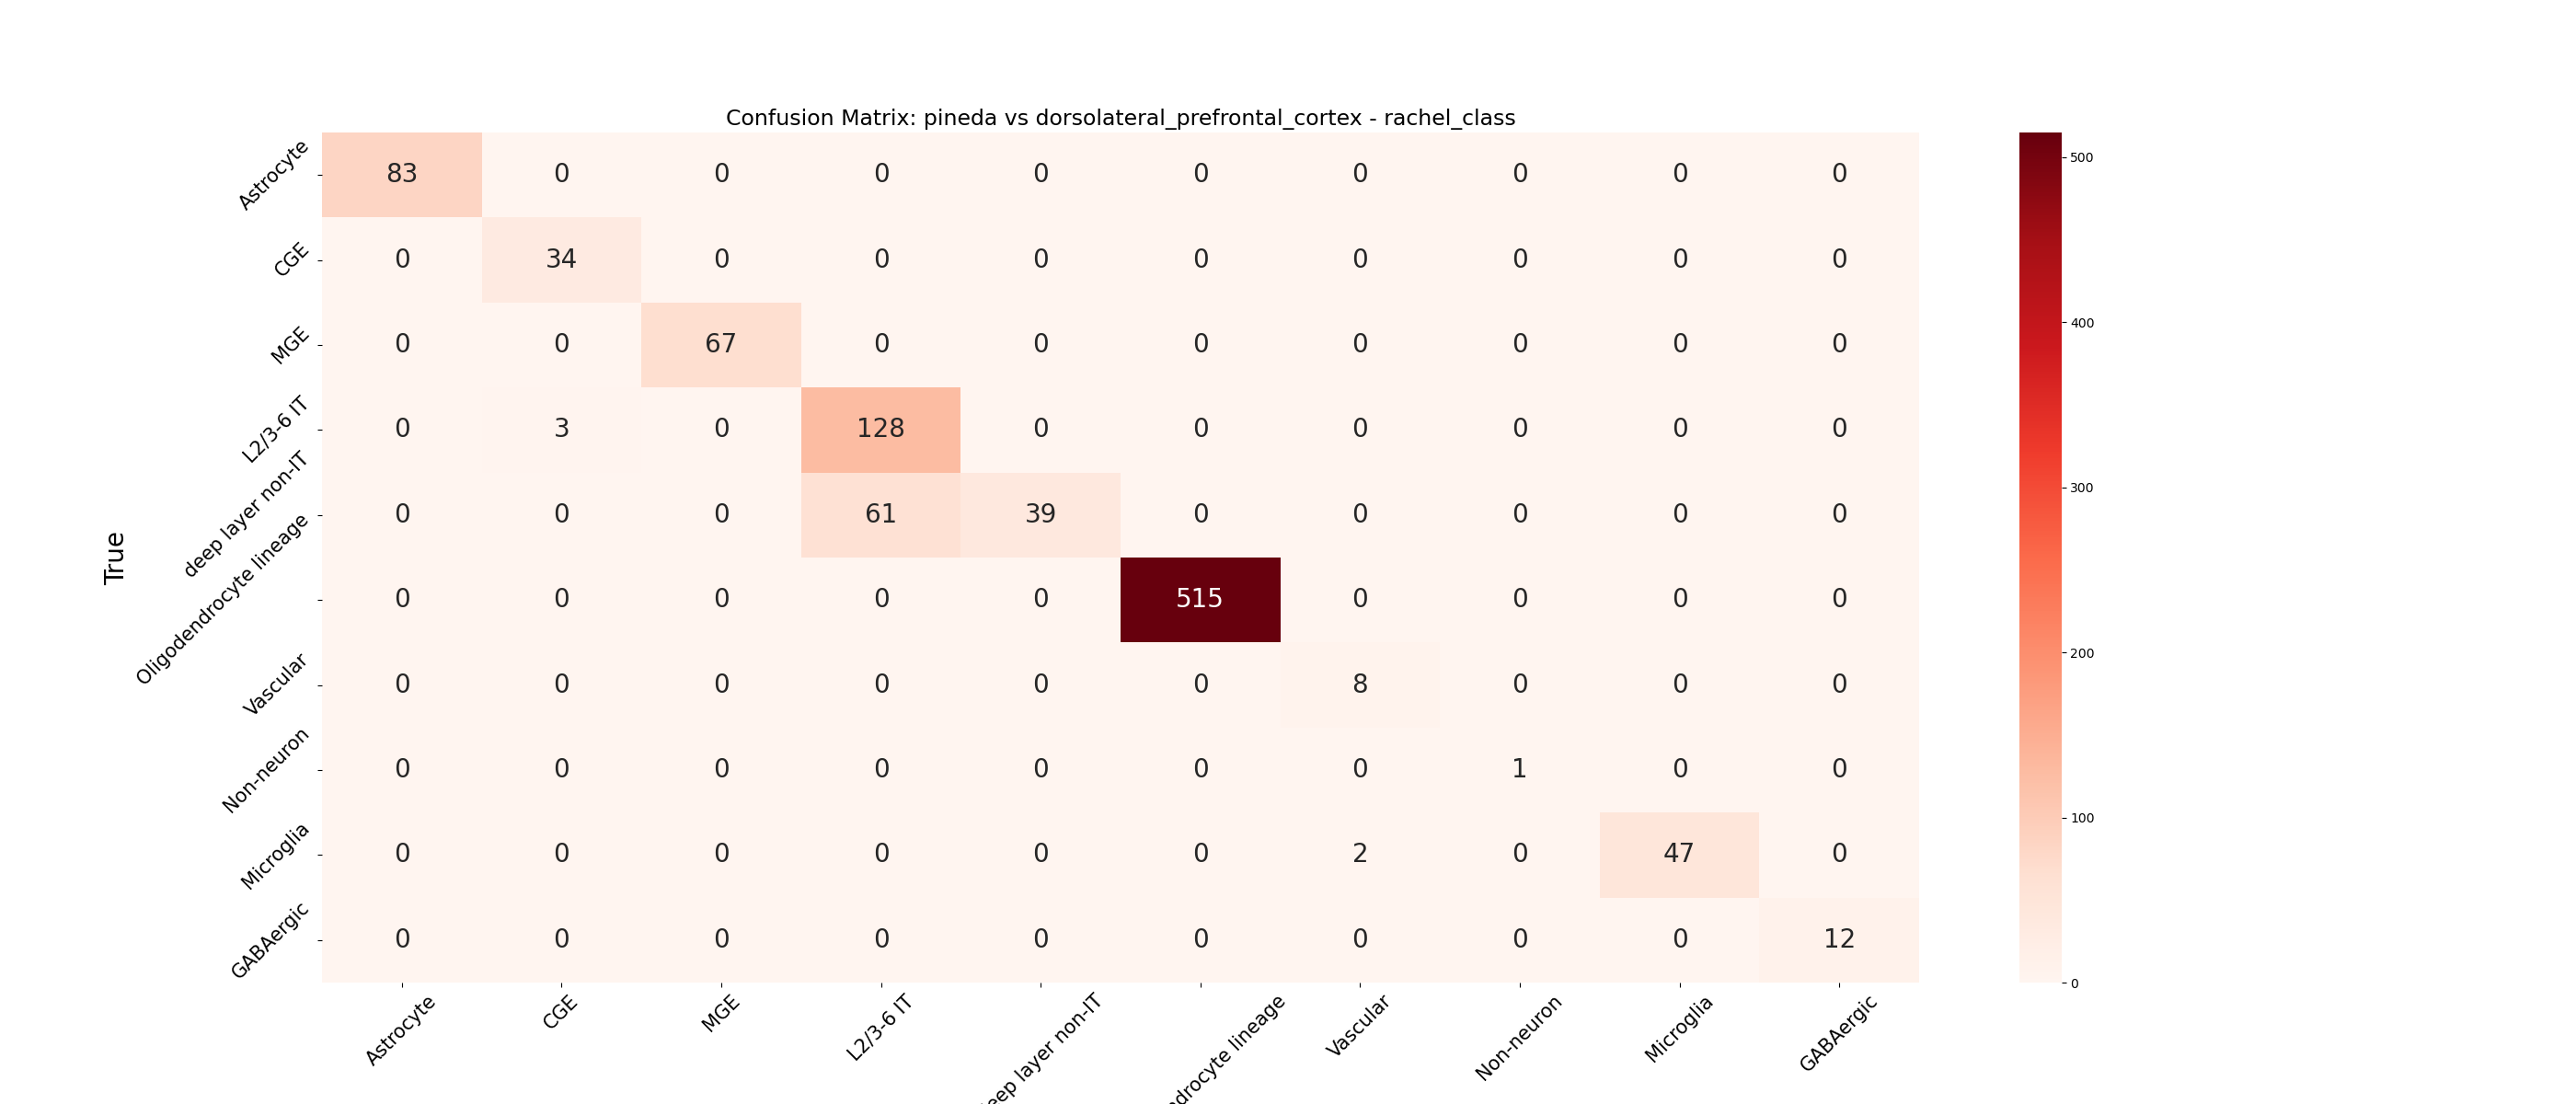 Confusion Matrix: pineda vs dorsolateral_prefrontal_cortex - rachel_class
True
Astrocyte 83 0 0 0 0 0 0 0 0 0
CGE 0 34 0 0 0 0 0 0 0 0
MGE 0 0 67 0 0 0 0 0 0 0
L2/3-6 IT 0 3 0 128 0 0 0 0 0 0
deep layer non-IT 0 0 0 61 39 0 0 0 0 0
Oligodendrocyte lineage 0 0 0 0 0 515 0 0 0 0
Vascular 0 0 0 0 0 0 8 0 0 0
Non-neuron 0 0 0 0 0 0 0 1 0 0
Microglia 0 0 0 0 0 0 2 0 47 0
GABAergic 0 0 0 0 0 0 0 0 0 12
Astrocyte CGE MGE L2/3-6 IT eep layer non-IT drocyte lineage Vascular Non-neuron Microglia GABAergic
500
400
300
200
100
0